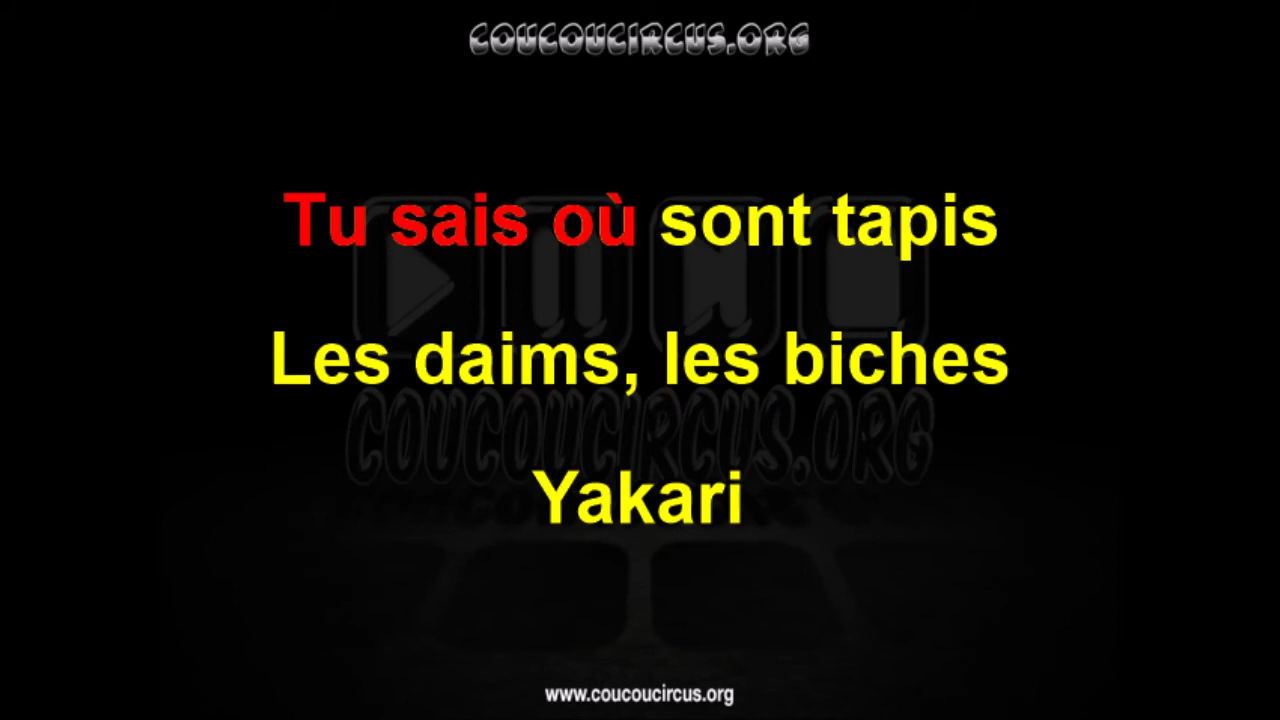 COUCOUCIRCUS.ORG
Tu sais où sont tapis
Les daims, les biches
COUCOUCIRCUS.ORG
Yakari
www.coucoucircus.org